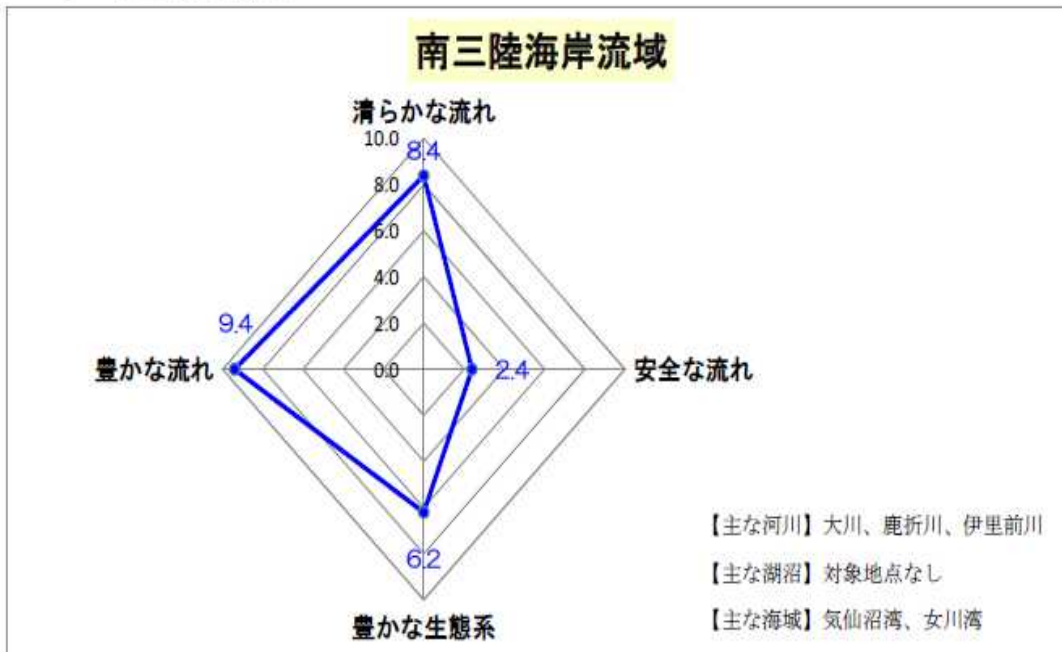 南三陸海岸流域
清らかな流れ
10.0
8.4
8.0
6.0
4.0
2.0
9.4
豊かな流れ
0.0
2.4
安全な流れ
6.2
豊かな生態系
【主な河川】大川、鹿折川、伊里前川
【主な湖沼】対象地点なし
【主な海域】気仙沼湾、女川湾